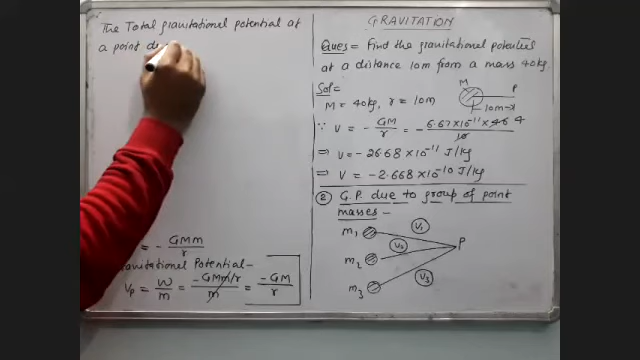 The Total gravitational potential at
a point
= - GMm/r
Gravitational Potential-
Vp = W/m = -GMm/r / m = -GM/r
GRAVITATION
Ques = Find the gravitational potential
at a distance 10m from a mass 40kg.
Sol=
M = 40kg, r = 10m
M P
10m-x
∵ V = - GM/r = - 6.67×10⁻¹¹×40 4 / 10
⇒ V = -26.68 × 10⁻¹¹ J/kg
⇒ V = -2.668 × 10⁻¹⁰ J/kg
② G.P. due to group of point
masses -
m₁ V₁
V₂ P
m₂
m₃ V₃